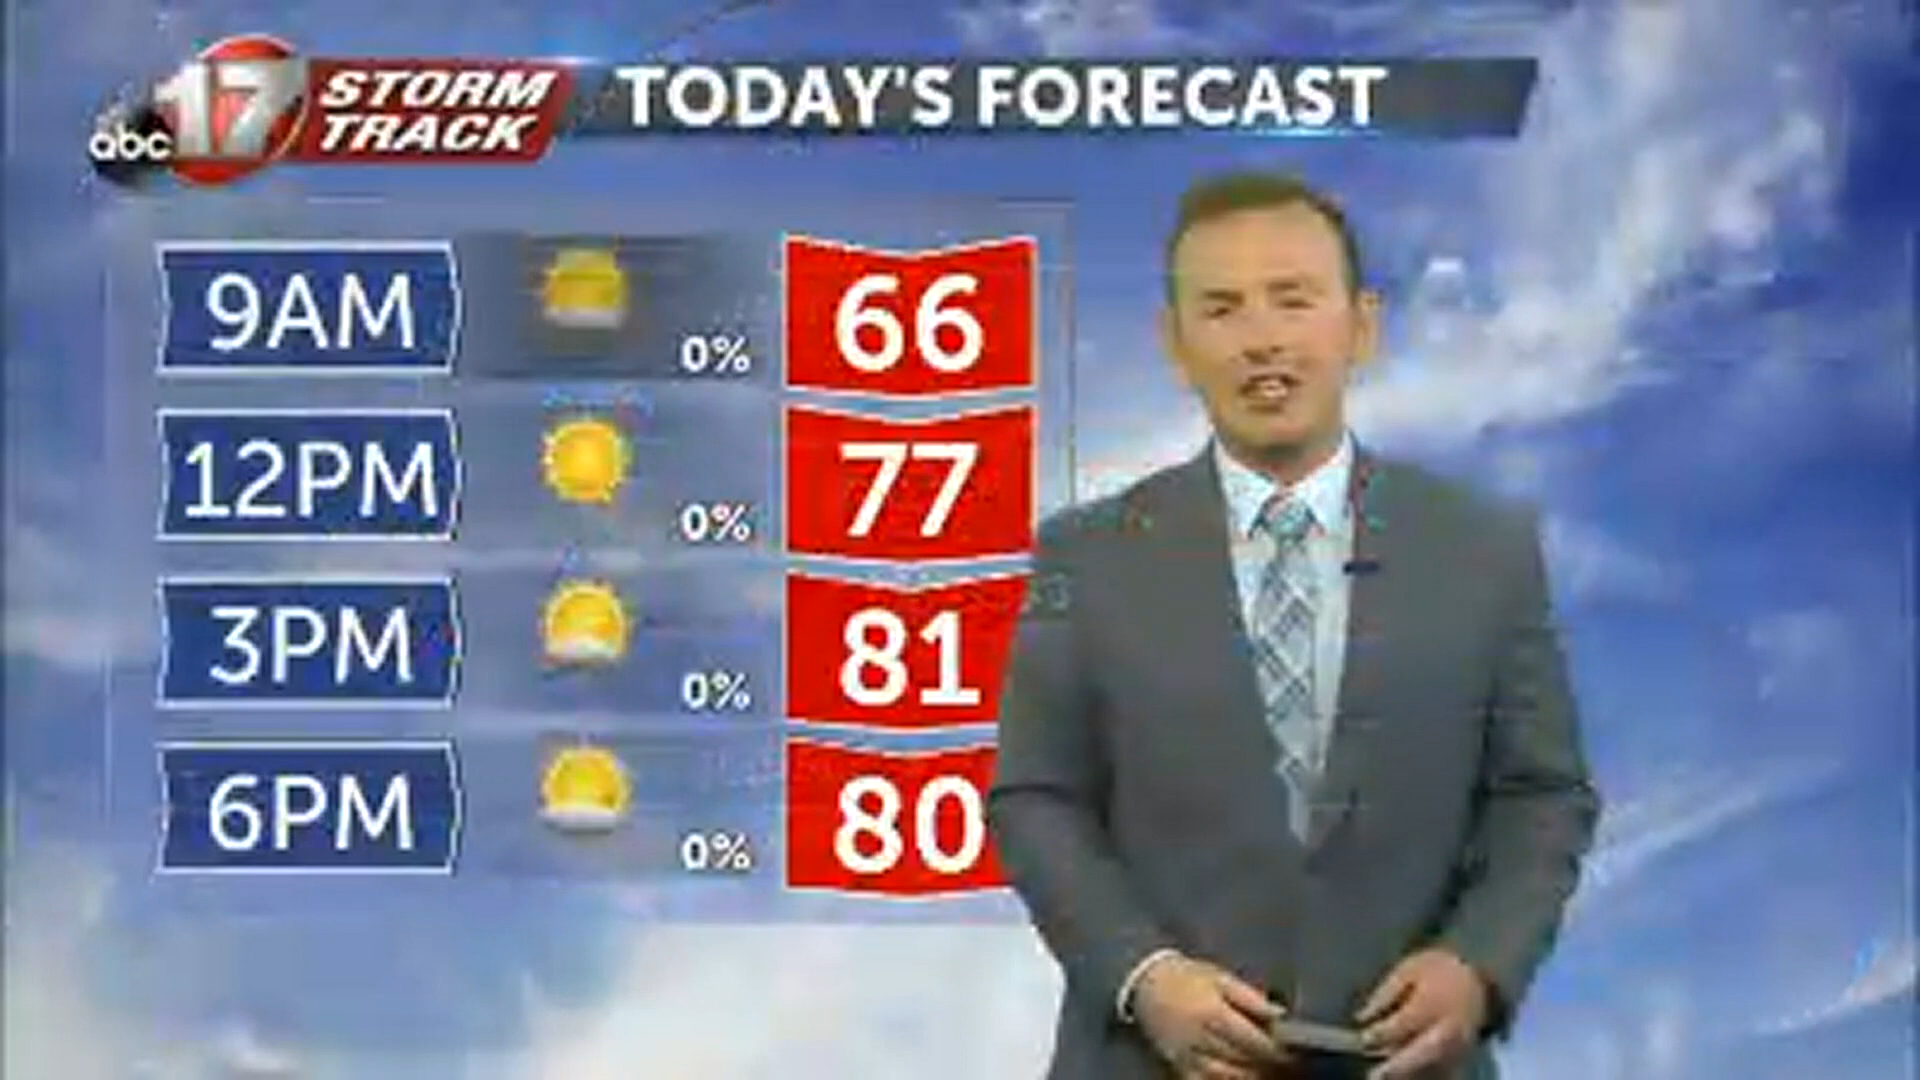 abc 17
STORM
TRACK
TODAY'S FORECAST
9AM 0% 66
12PM 0% 77
3PM 0% 81
6PM 0% 80